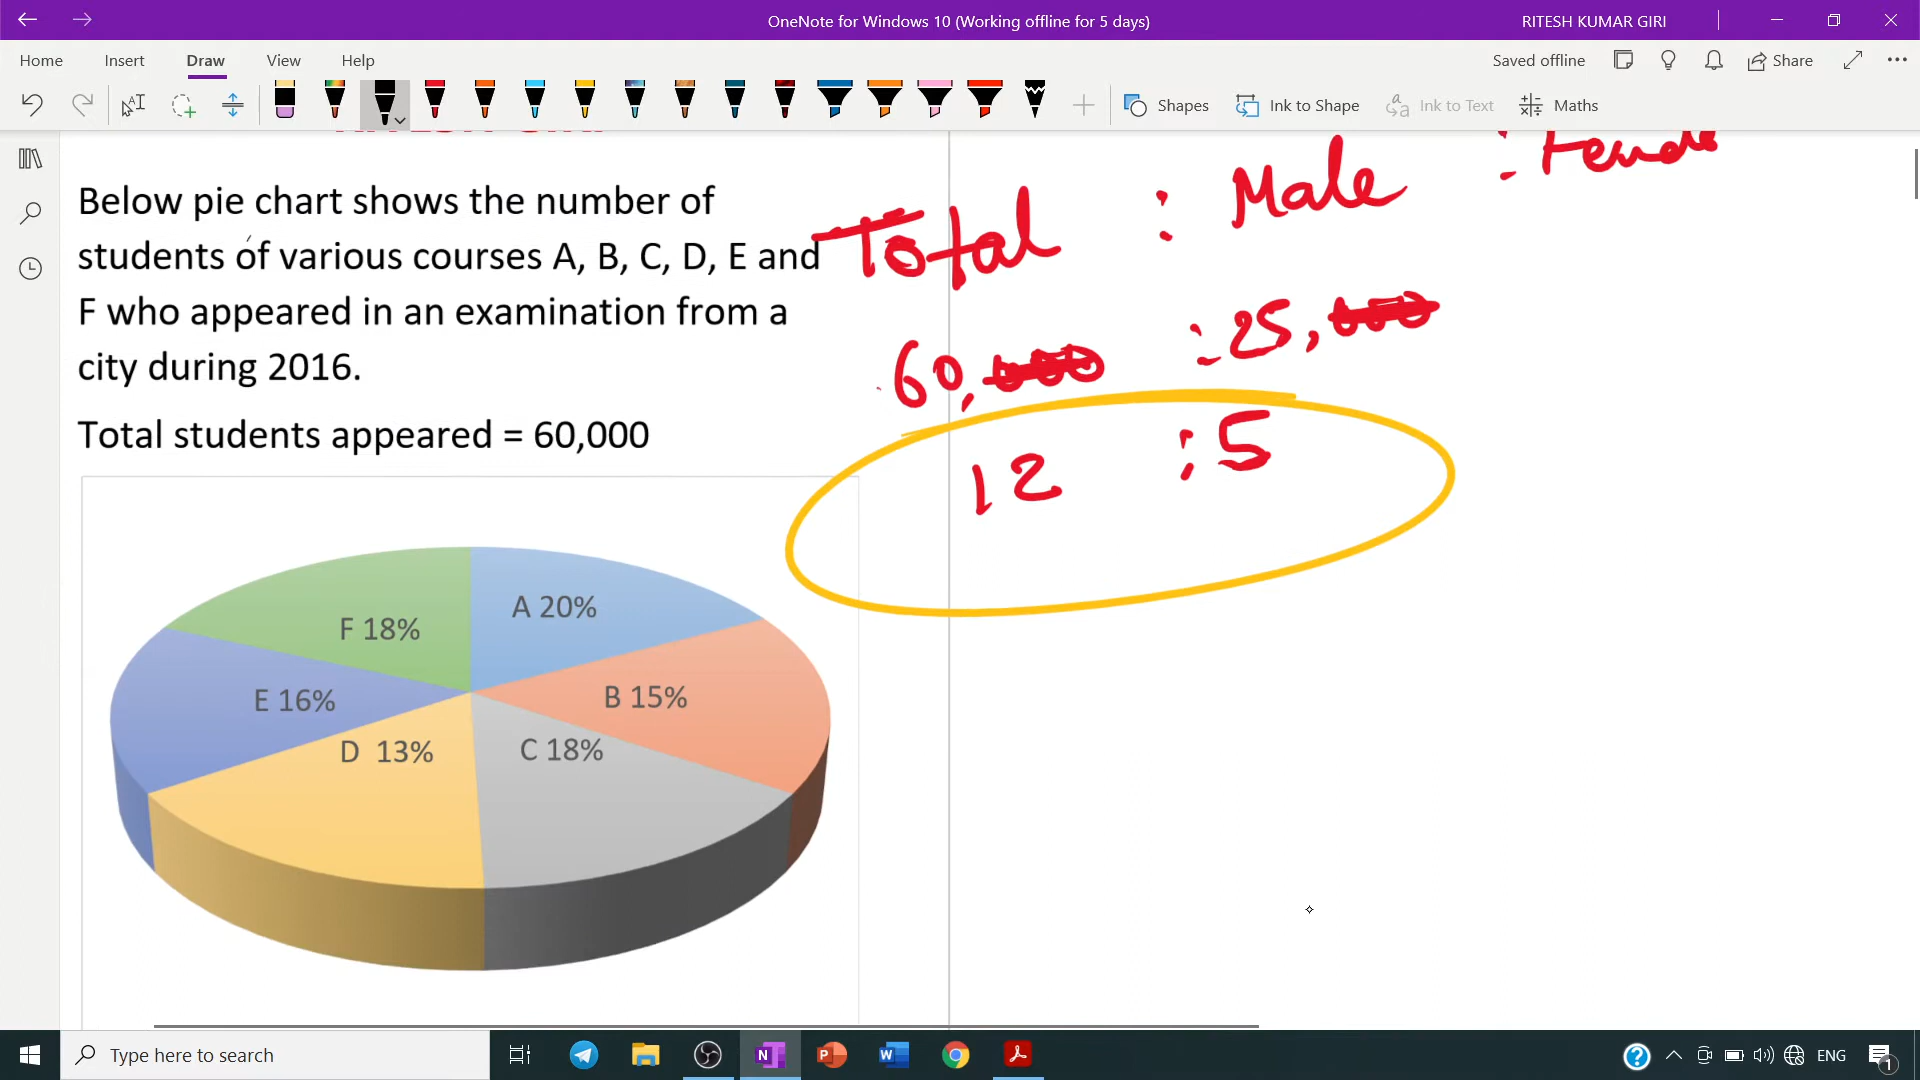 OneNote for Windows 10 (Working offline for 5 days)
RITESH KUMAR GIRI
Home Insert Draw View Help
Saved offline
Share
Shapes
Ink to Shape
Ink to Text
Maths
Below pie chart shows the number of
students of various courses A, B, C, D, E and
F who appeared in an examination from a
city during 2016.
Total students appeared = 60,000
Total : Male :
60,000 : 25,000
12 : 5
A 20%
F 18%
B 15%
E 16%
D 13%
C 18%
Type here to search
N
P
W
ENG
1